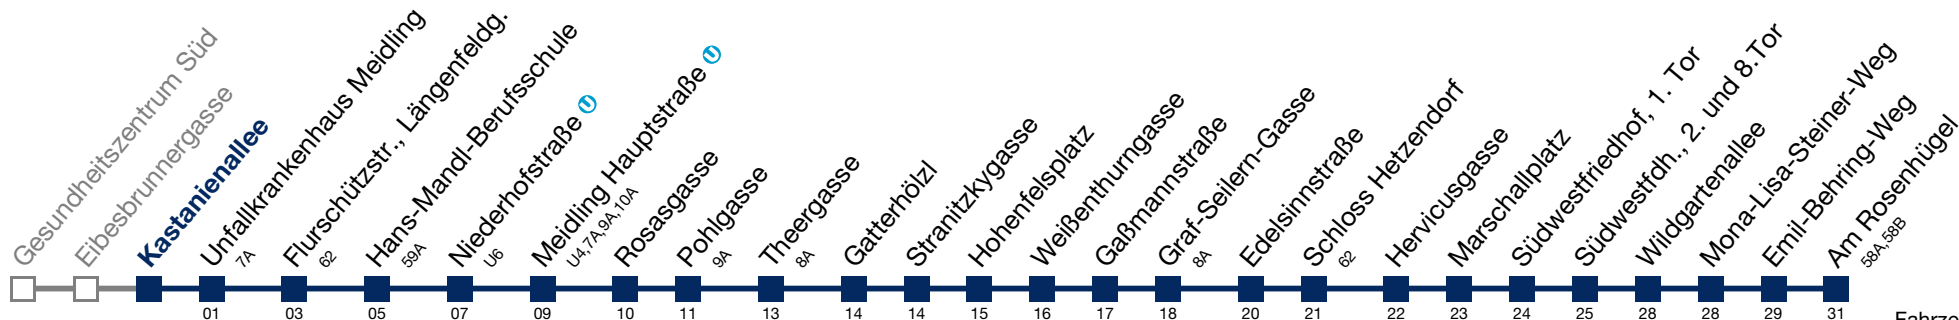 Gesundheitszentrum Süd
Eibesbrunnergasse
Kastanienallee
Unfallkrankenhaus Meidling
7A
Flurschützstr., Längenfeldg.
62
Hans-Mandl-Berufsschule
59A
Niederhofstraße U
U6
Meidling Hauptstraße U
U4,7A,9A,10A
Rosasgasse
Pohlgasse
9A
Theergasse
8A
Gatterhölzl
Stranitzkygasse
Hohenfelsplatz
Weißenthurngasse
Gaßmannstraße
Graf-Seilern-Gasse
8A
Edelsinnstraße
Schloss Hetzendorf
62
Hervicusgasse
Marschallplatz
Südwestfriedhof, 1. Tor
Südwestfdh., 2. und 8.Tor
Wildgartenallee
Mona-Lisa-Steiner-Weg
Emil-Behring-Weg
Am Rosenhügel
58A,58B
01 03 05 07 09 10 11 13 14 14 15 16 17 18 20 21 22 23 24 25 28 28 29 31